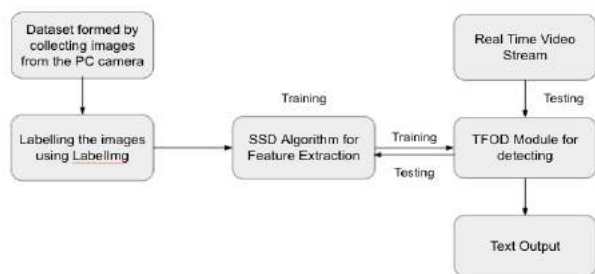 Dataset formed by
collecting images
from the PC camera
Real Time Video
Stream
Training
Testing
Labelling the images
using LabelImg
SSD Algorithm for
Feature Extraction
Training
Testing
TFOD Module for
detecting
Text Output